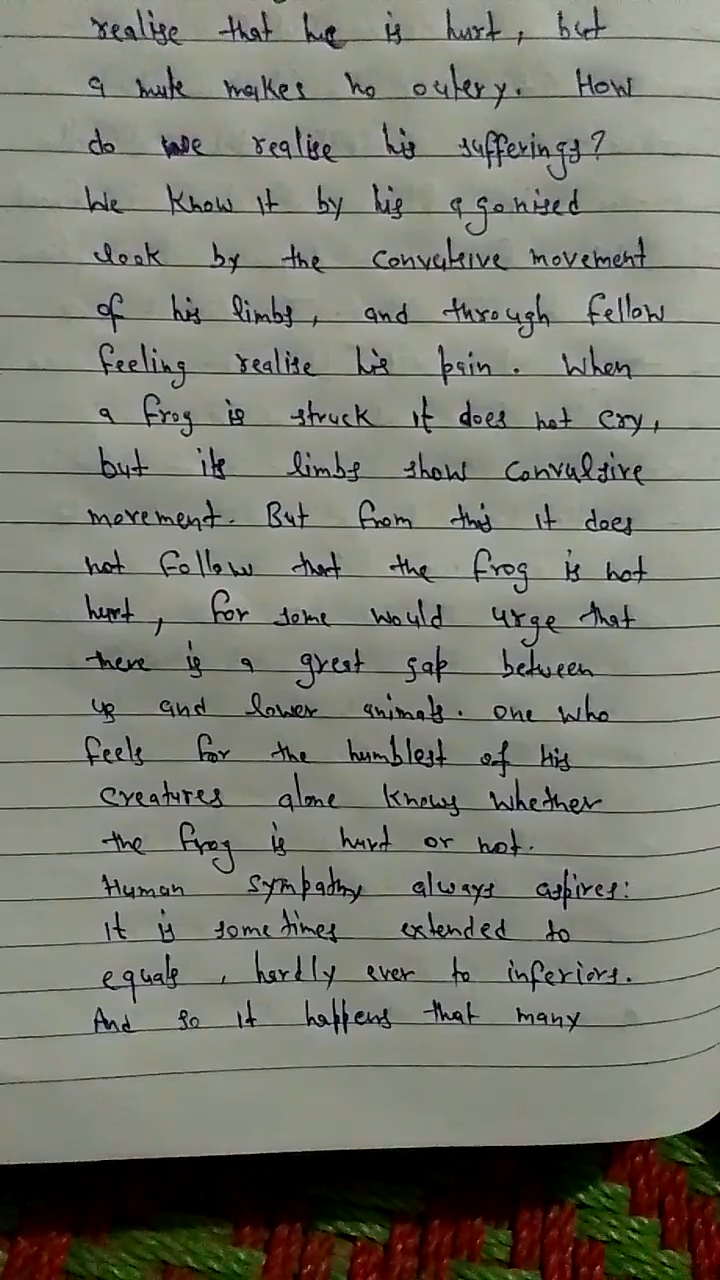 realise that he is hurt, but
a mute makes no outery. How
do we realise his sufferings?
We know it by his agonised
look by the convulsive movement
of his limbs, and through fellow
feeling realise his pain. When
a frog is struck it does not cry,
but its limbs show convulsive
movement. But from this it does
not follow that the frog is not
hurt, for some would urge that
there is a great gap between
us and lower animals. One who
feels for the humblest of His
creatures alone knows whether
the frog is hurt or not.
Human sympathy always aspires:
it is sometimes extended to
equals, hardly ever to inferiors.
And so it happens that many